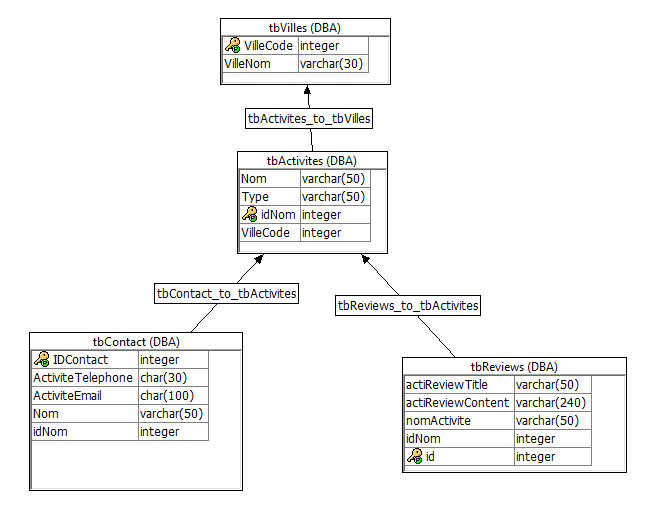 tbVilles (DBA)
VilleCode integer
VilleNom varchar(30)
tbActivites_to_tbVilles
tbActivites (DBA)
Nom varchar(50)
Type varchar(50)
idNom integer
VilleCode integer
tbContact_to_tbActivites
tbReviews_to_tbActivites
tbContact (DBA)
IDContact integer
ActiviteTelephone char(30)
ActiviteEmail char(100)
Nom varchar(50)
idNom integer
tbReviews (DBA)
actiReviewTitle varchar(50)
actiReviewContent varchar(240)
nomActivite varchar(50)
idNom integer
id integer